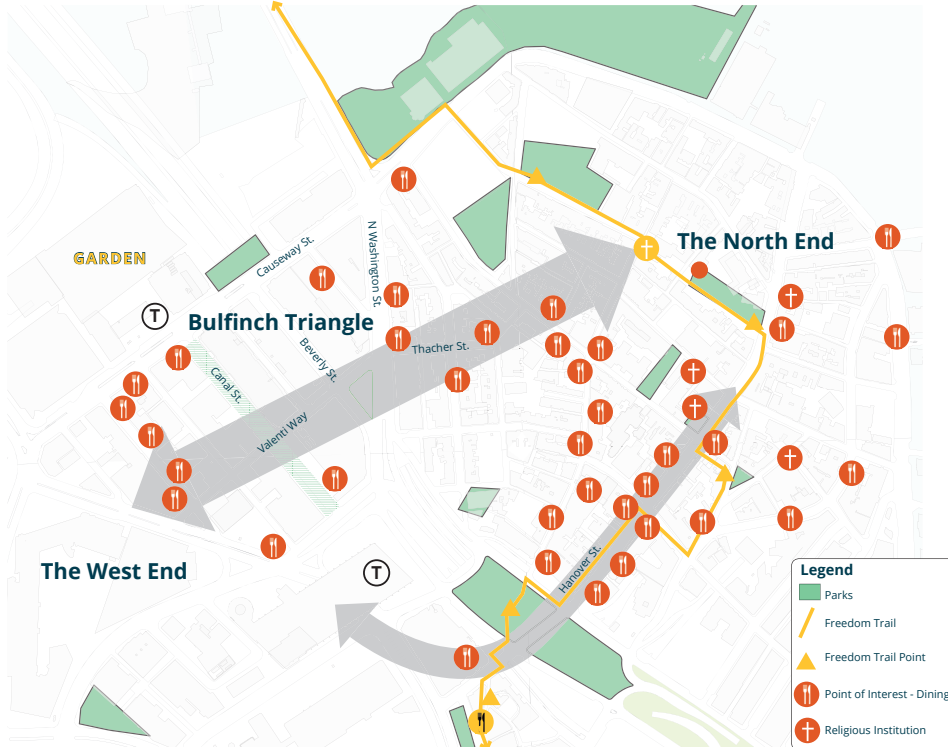 The North End
GARDEN
Causeway St.
N Washington St.
T
Bulfinch Triangle
Beverly St.
Thacher St.
Canal St.
Valenti Way
The West End
T
Hanover St.
Legend
Parks
Freedom Trail
Freedom Trail Point
Point of Interest - Dining
Religious Institution